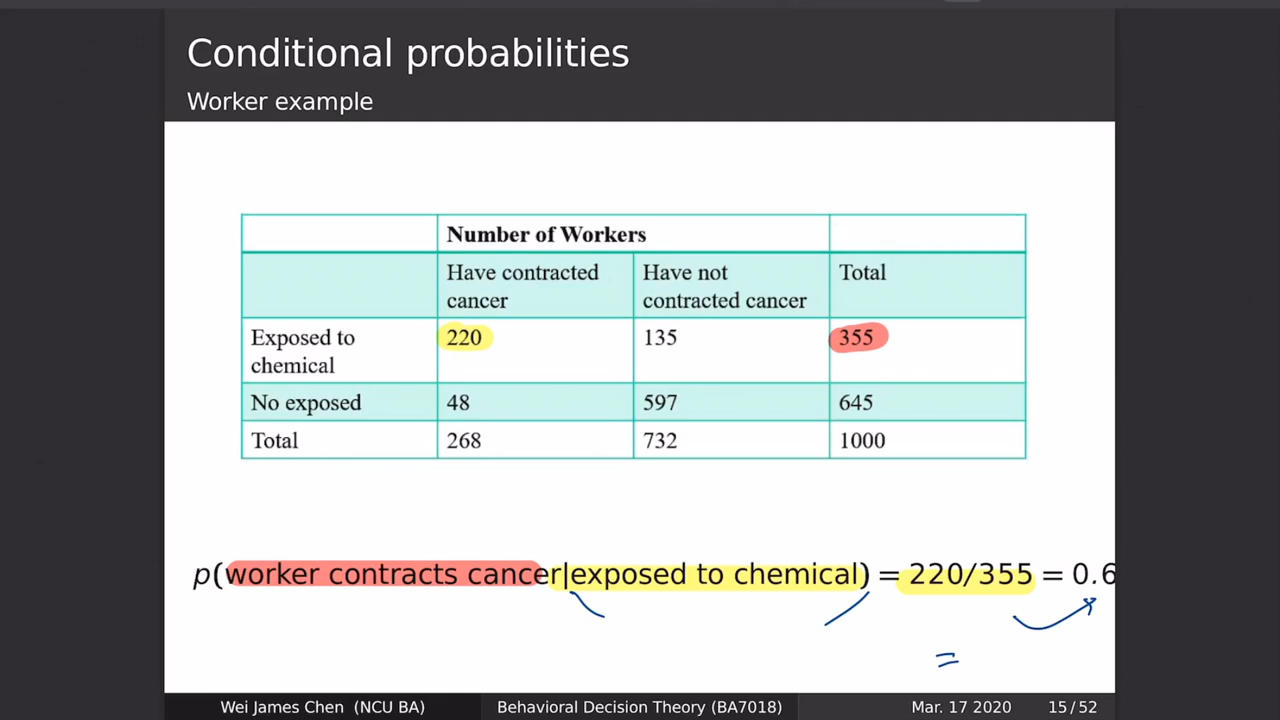 Conditional probabilities
Worker example
Number of Workers
Have contracted cancer Have not contracted cancer Total
Exposed to chemical 220 135 355
No exposed 48 597 645
Total 268 732 1000
p(worker contracts cancer|exposed to chemical) = 220/355 = 0.6
=
Wei James Chen (NCU BA) Behavioral Decision Theory (BA7018) Mar. 17 2020 15 / 52